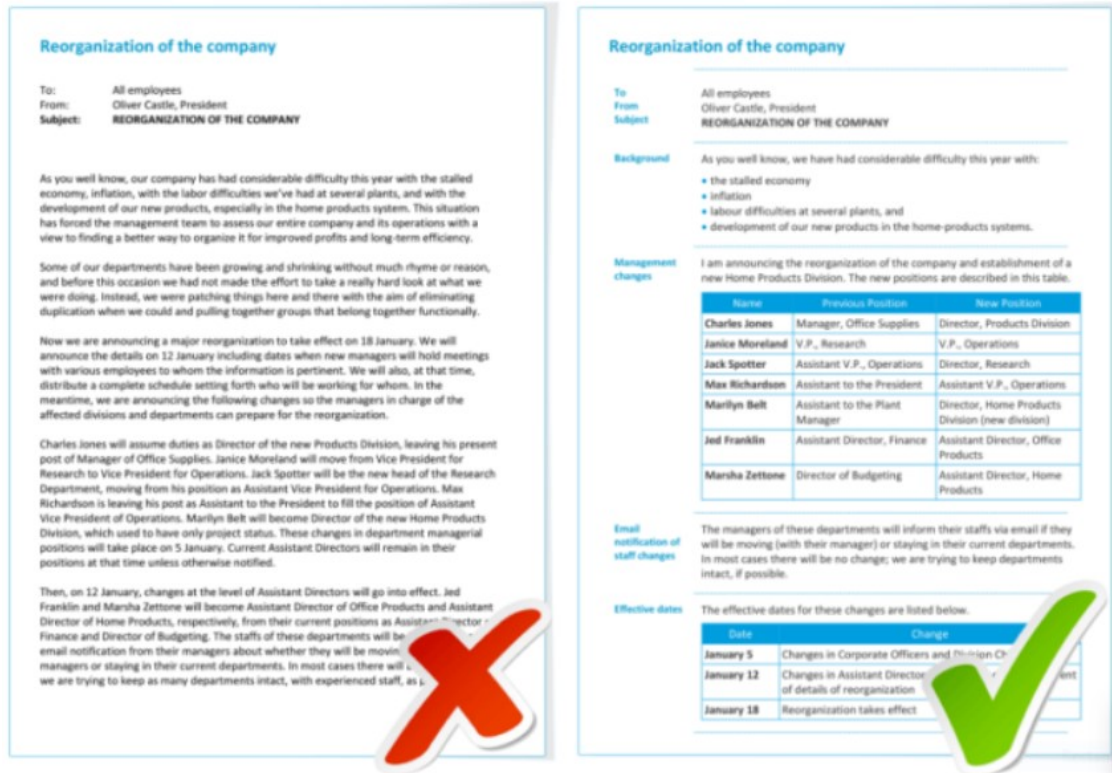 Reorganization of the company
To: All employees
From: Oliver Castle, President
Subject: REORGANIZATION OF THE COMPANY
As you well know, our company has had considerable difficulty this year with the stalled
economy, inflation, with the labor difficulties we've had at several plants, and with the
development of our new products, especially in the home products system. This situation
has forced the management team to assess our entire company and its operations with a
view to finding a better way to organize it for improved profits and long-term efficiency.
Some of our departments have been growing and shrinking without much rhyme or reason,
and before this occasion we had not made the effort to take a really hard look at what we
were doing. Instead, we were patching things here and there with the aim of eliminating
duplication when we could and pulling together groups that belong together functionally.
Now we are announcing a major reorganization to take effect on 18 January. We will
announce the details on 12 January including dates when new managers will hold meetings
with various employees to whom the information is pertinent. We will also, at that time,
distribute a complete schedule setting forth who will be working for whom. In the
meantime, we are announcing the following changes so the managers in charge of the
affected divisions and departments can prepare for the reorganization.
Charles Jones will assume duties as Director of the new Products Division, leaving his present
post of Manager of Office Supplies. Janice Moreland will move from Vice President for
Research to Vice President for Operations. Jack Spotter will be the new head of the Research
Department, moving from his position as Assistant Vice President for Operations. Max
Richardson is leaving his post as Assistant to the President to fill the position of Assistant
Vice President of Operations. Marilyn Belt will become Director of the new Home Products
Division, which used to have only project status. These changes in department managerial
positions will take place on 5 January. Current Assistant Directors will remain in their
positions at that time unless otherwise notified.
Then, on 12 January, changes at the level of Assistant Directors will go into effect. Jed
Franklin and Marsha Zettone will become Assistant Director of Office Products and Assistant
Director of Home Products, respectively, from their current positions as Assistant Director
Finance and Director of Budgeting. The staffs of these departments will be
email notification from their managers about whether they will be
managers or staying in their current departments. In most cases there will
we are trying to keep as many departments intact, with experienced staff, as
Reorganization of the company
To All employees
From Oliver Castle, President
Subject REORGANIZATION OF THE COMPANY
Background As you well know, we have had considerable difficulty this year with:
• the stalled economy
• inflation
• labour difficulties at several plants, and
• development of our new products in the home-products systems.
Management I am announcing the reorganization of the company and establishment of a
changes new Home Products Division. The new positions are described in this table.
Name Previous Position New Position
Charles Jones Manager, Office Supplies Director, Products Division
Janice Moreland V.P., Research V.P., Operations
Jack Spotter Assistant V.P., Operations Director, Research
Max Richardson Assistant to the President Assistant V.P., Operations
Marilyn Belt Assistant to the Plant Director, Home Products
Manager Division (new division)
Jed Franklin Assistant Director, Finance Assistant Director, Office
Products
Marsha Zettone Director of Budgeting Assistant Director, Home
Products
Email The managers of these departments will inform their staffs via email if they
notification of will be moving (with their manager) or staying in their current departments.
staff changes In most cases there will be no change; we are trying to keep departments
intact, if possible.
Effective dates The effective dates for these changes are listed below.
Date Change
January 5 Changes in Corporate Officers and Division
January 12 Changes in Assistant
of details of reorganization
January 18 Reorganization takes effect